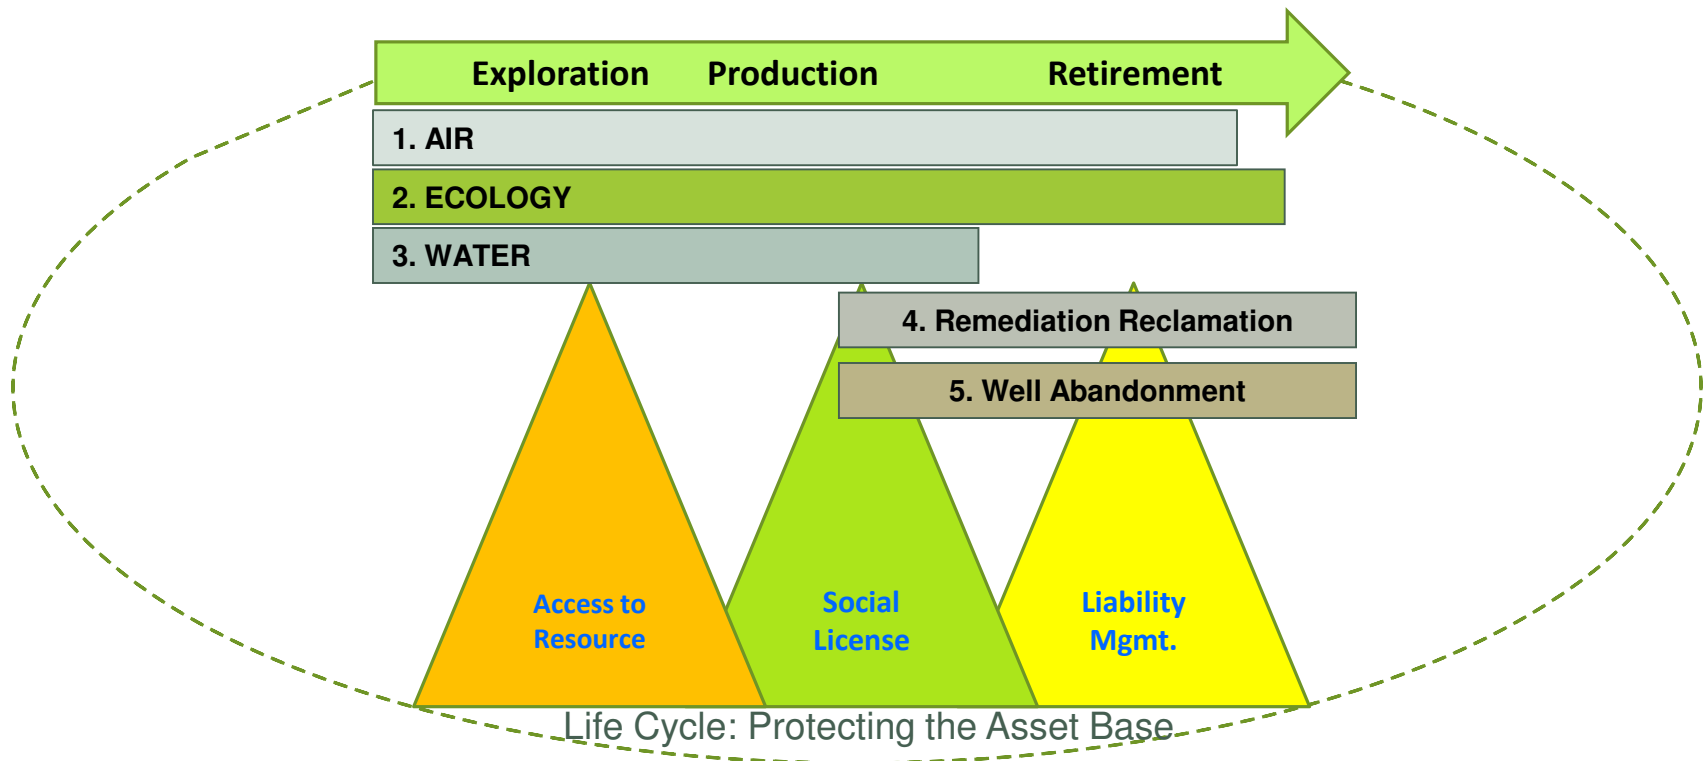 Exploration Production Retirement
1. AIR
2. ECOLOGY
3. WATER
4. Remediation Reclamation
5. Well Abandonment
Access to
Resource
Social
License
Liability
Mgmt.
Life Cycle: Protecting the Asset Base